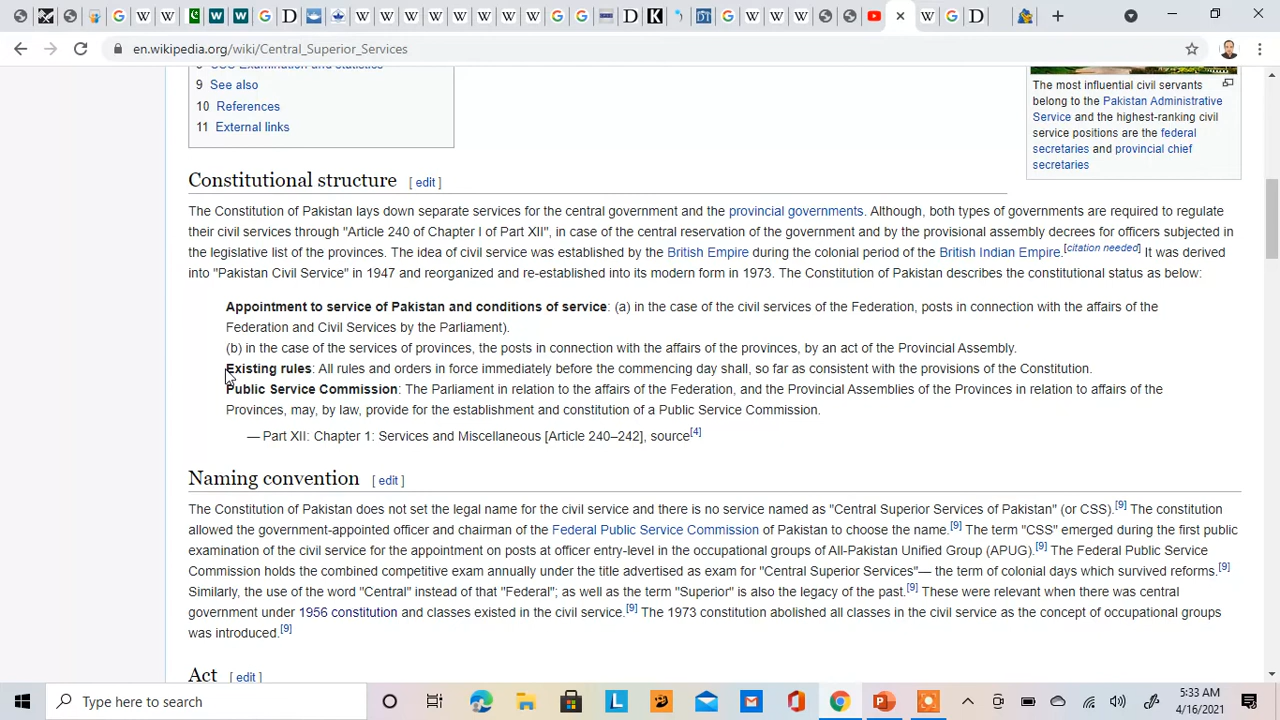 en.wikipedia.org/wiki/Central_Superior_Services
9 See also
10 References
11 External links
The most influential civil servants
belong to the Pakistan Administrative
Service and the highest-ranking civil
service positions are the federal
secretaries and provincial chief
secretaries
Constitutional structure [ edit ]
The Constitution of Pakistan lays down separate services for the central government and the provincial governments. Although, both types of governments are required to regulate
their civil services through "Article 240 of Chapter I of Part XII", in case of the central reservation of the government and by the provisional assembly decrees for officers subjected in
the legislative list of the provinces. The idea of civil service was established by the British Empire during the colonial period of the British Indian Empire.[citation needed] It was derived
into "Pakistan Civil Service" in 1947 and reorganized and re-established into its modern form in 1973. The Constitution of Pakistan describes the constitutional status as below:
Appointment to service of Pakistan and conditions of service: (a) in the case of the civil services of the Federation, posts in connection with the affairs of the
Federation and Civil Services by the Parliament).
(b) in the case of the services of provinces, the posts in connection with the affairs of the provinces, by an act of the Provincial Assembly.
Existing rules: All rules and orders in force immediately before the commencing day shall, so far as consistent with the provisions of the Constitution.
Public Service Commission: The Parliament in relation to the affairs of the Federation, and the Provincial Assemblies of the Provinces in relation to affairs of the
Provinces, may, by law, provide for the establishment and constitution of a Public Service Commission.
— Part XII: Chapter 1: Services and Miscellaneous [Article 240–242], source[4]
Naming convention [ edit ]
The Constitution of Pakistan does not set the legal name for the civil service and there is no service named as "Central Superior Services of Pakistan" (or CSS).[9] The constitution
allowed the government-appointed officer and chairman of the Federal Public Service Commission of Pakistan to choose the name.[9] The term "CSS" emerged during the first public
examination of the civil service for the appointment on posts at officer entry-level in the occupational groups of All-Pakistan Unified Group (APUG).[9] The Federal Public Service
Commission holds the combined competitive exam annually under the title advertised as exam for "Central Superior Services"— the term of colonial days which survived reforms.[9]
Similarly, the use of the word "Central" instead of that "Federal"; as well as the term "Superior" is also the legacy of the past.[9] These were relevant when there was central
government under 1956 constitution and classes existed in the civil service.[9] The 1973 constitution abolished all classes in the civil service as the concept of occupational groups
was introduced.[9]
Act [ edit ]
Type here to search
5:33 AM
4/16/2021